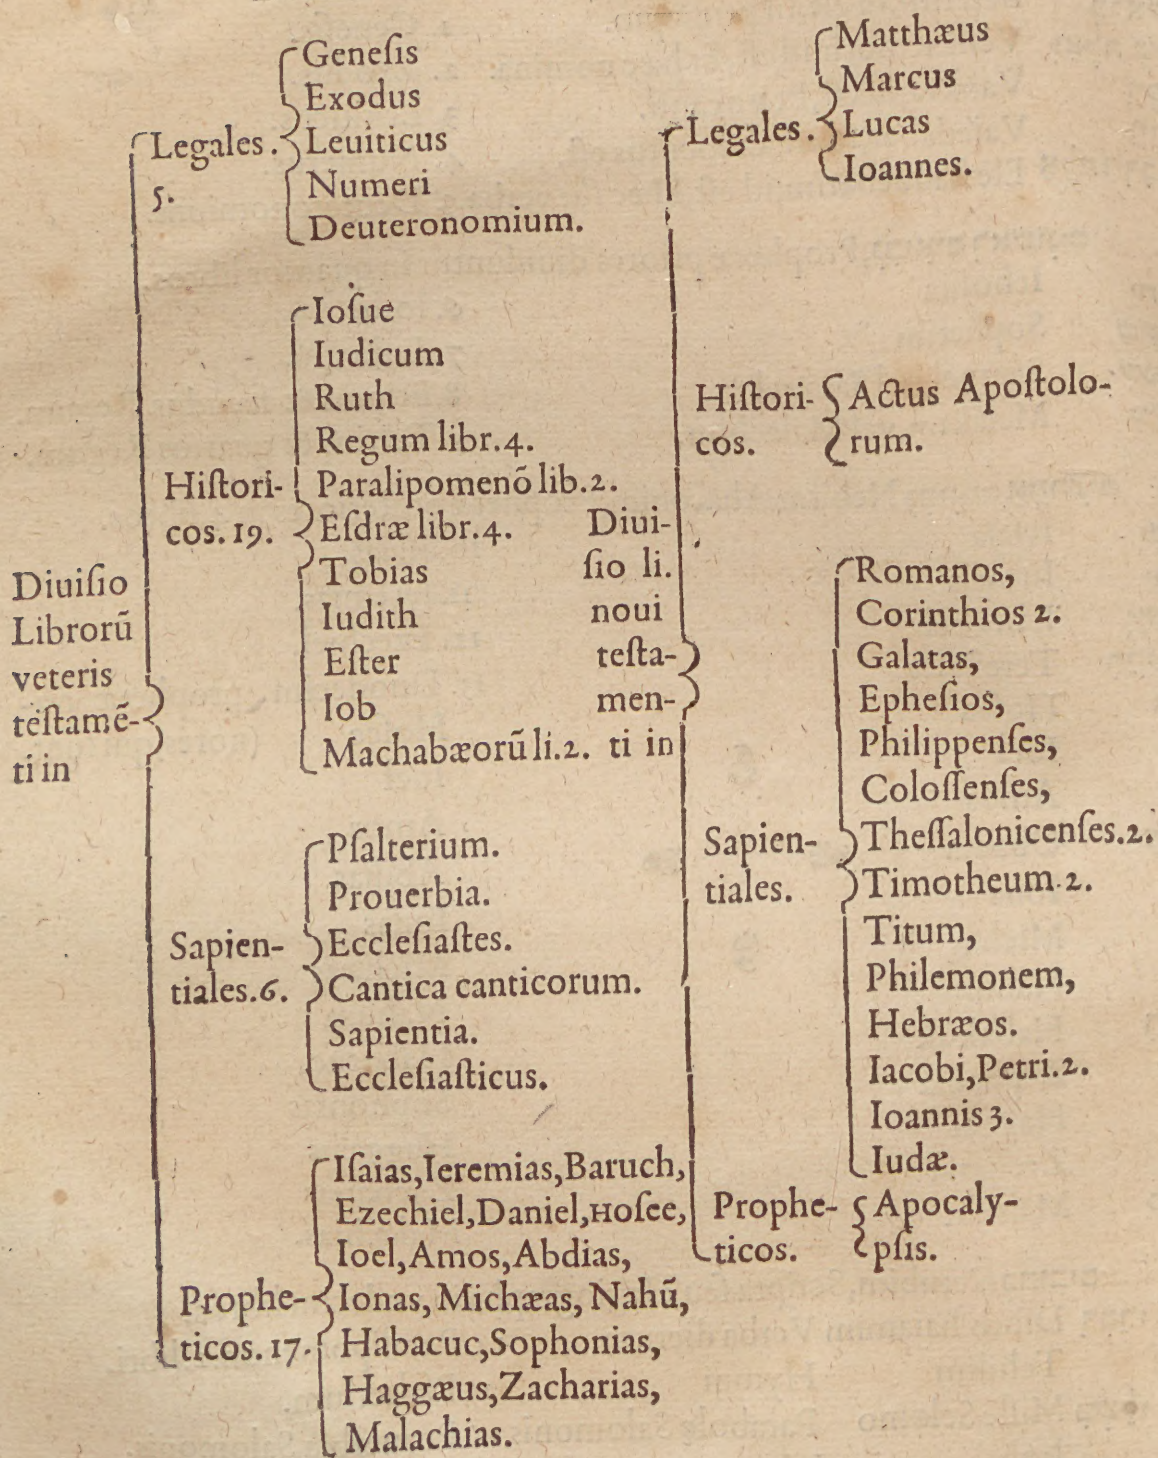 Diuiſio
Librorũ
veteris
teſtamẽ-
ti in
Legales.
5.
Geneſis
Exodus
Leuiticus
Numeri
Deuteronomium.
Hiſtori-
cos. 19.
Ioſue
Iudicum
Ruth
Regum libr. 4.
Paralipomenõ lib. 2.
Eſdræ libr. 4.
Tobias
Iudith
Eſter
Iob
Machabæorũ li. 2.
Sapien-
tiales. 6.
Pſalterium.
Prouerbia.
Eccleſiaſtes.
Cantica canticorum.
Sapientia.
Eccleſiaſticus.
Prophe-
ticos. 17.
Iſaias, Ieremias, Baruch,
Ezechiel, Daniel, Hoſee,
Ioel, Amos, Abdias,
Ionas, Michæas, Nahũ,
Habacuc, Sophonias,
Haggæus, Zacharias,
Malachias.
Diui-
ſio li.
noui
teſta-
men-
ti in
Legales.
Matthæus
Marcus
Lucas
Ioannes.
Hiſtori-
cos.
Actus Apoſtolo-
rum.
Sapien-
tiales.
Romanos,
Corinthios 2.
Galatas,
Epheſios,
Philippenſes,
Coloſſenſes,
Theſſalonicenſes. 2.
Timotheum. 2.
Titum,
Philemonem,
Hebræos.
Iacobi, Petri. 2.
Ioannis 3.
Iudæ.
Prophe-
ticos.
Apocaly-
pſis.